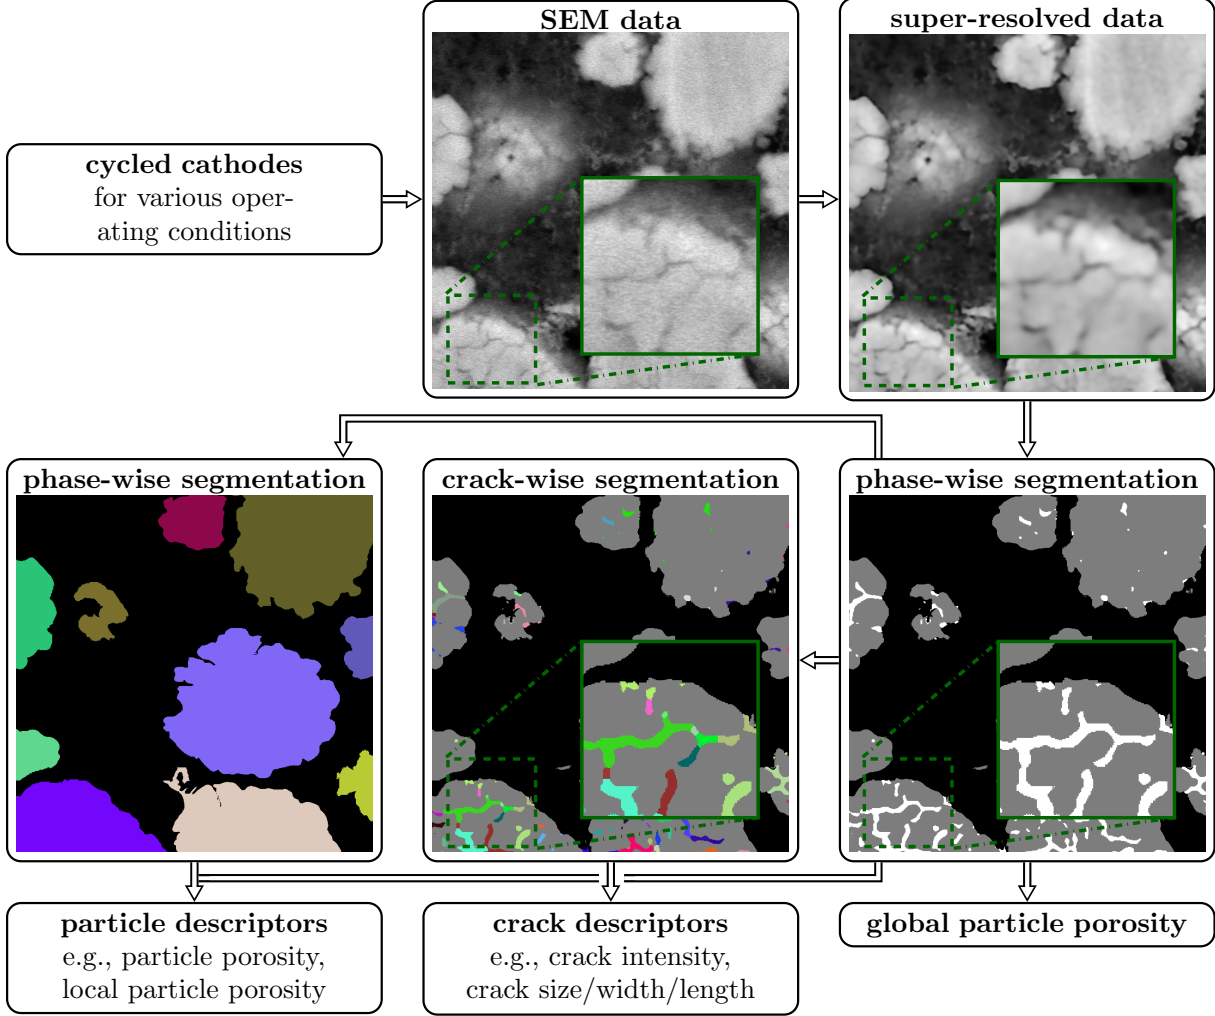 SEM data
super-resolved data
cycled cathodes
for various oper-
ating conditions
phase-wise segmentation
crack-wise segmentation
phase-wise segmentation
particle descriptors
e.g., particle porosity,
local particle porosity
crack descriptors
e.g., crack intensity,
crack size/width/length
global particle porosity